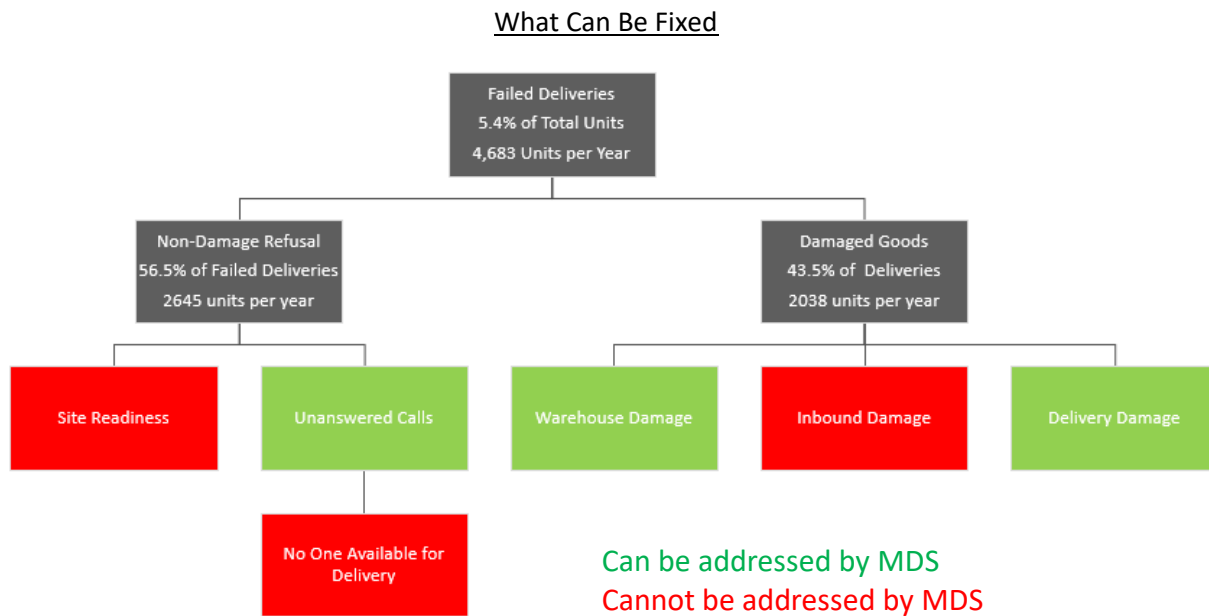 What Can Be Fixed
Failed Deliveries
5.4% of Total Units
4,683 Units per Year
Non-Damage Refusal
56.5% of Failed Deliveries
2645 units per year
Damaged Goods
43.5% of  Deliveries
2038 units per year
Site Readiness
Unanswered Calls
Warehouse Damage
Inbound Damage
Delivery Damage
No One Available for
Delivery
Can be addressed by MDS
Cannot be addressed by MDS